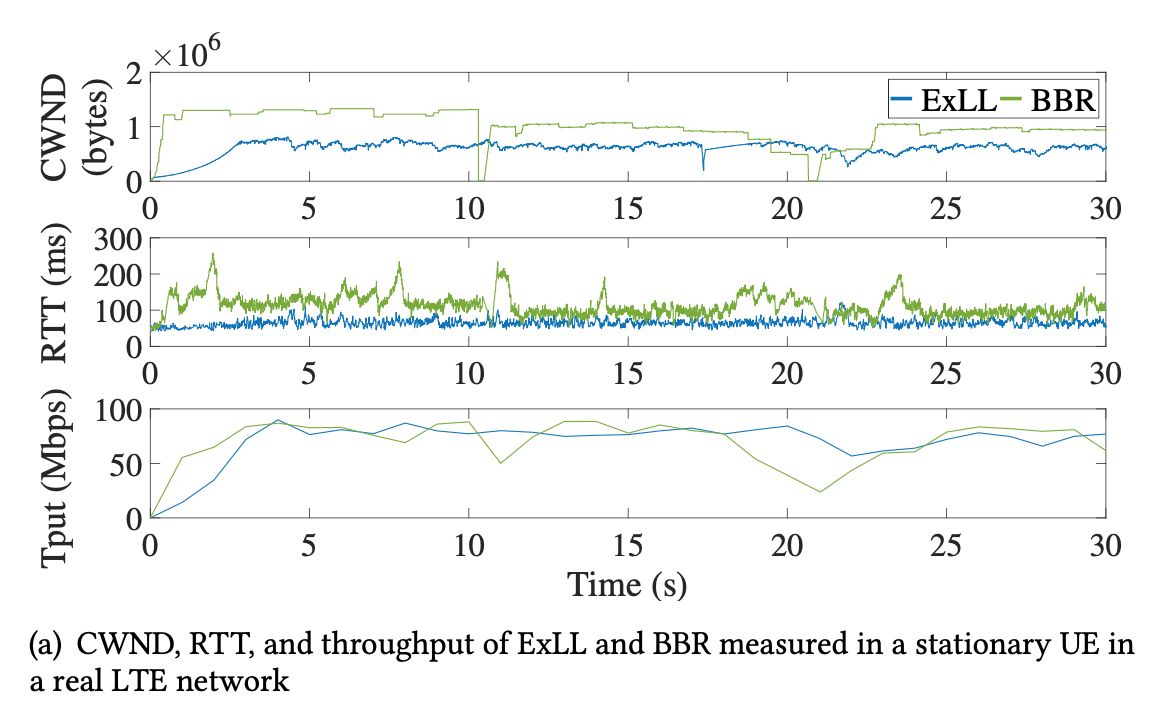 ×10⁶
CWND
(bytes)
2
1
0
ExLL
BBR
0 5 10 15 20 25 30
RTT (ms)
300
200
100
0
0 5 10 15 20 25 30
Tput (Mbps)
100
50
0
0 5 10 15 20 25 30
Time (s)
(a) CWND, RTT, and throughput of ExLL and BBR measured in a stationary UE in
a real LTE network